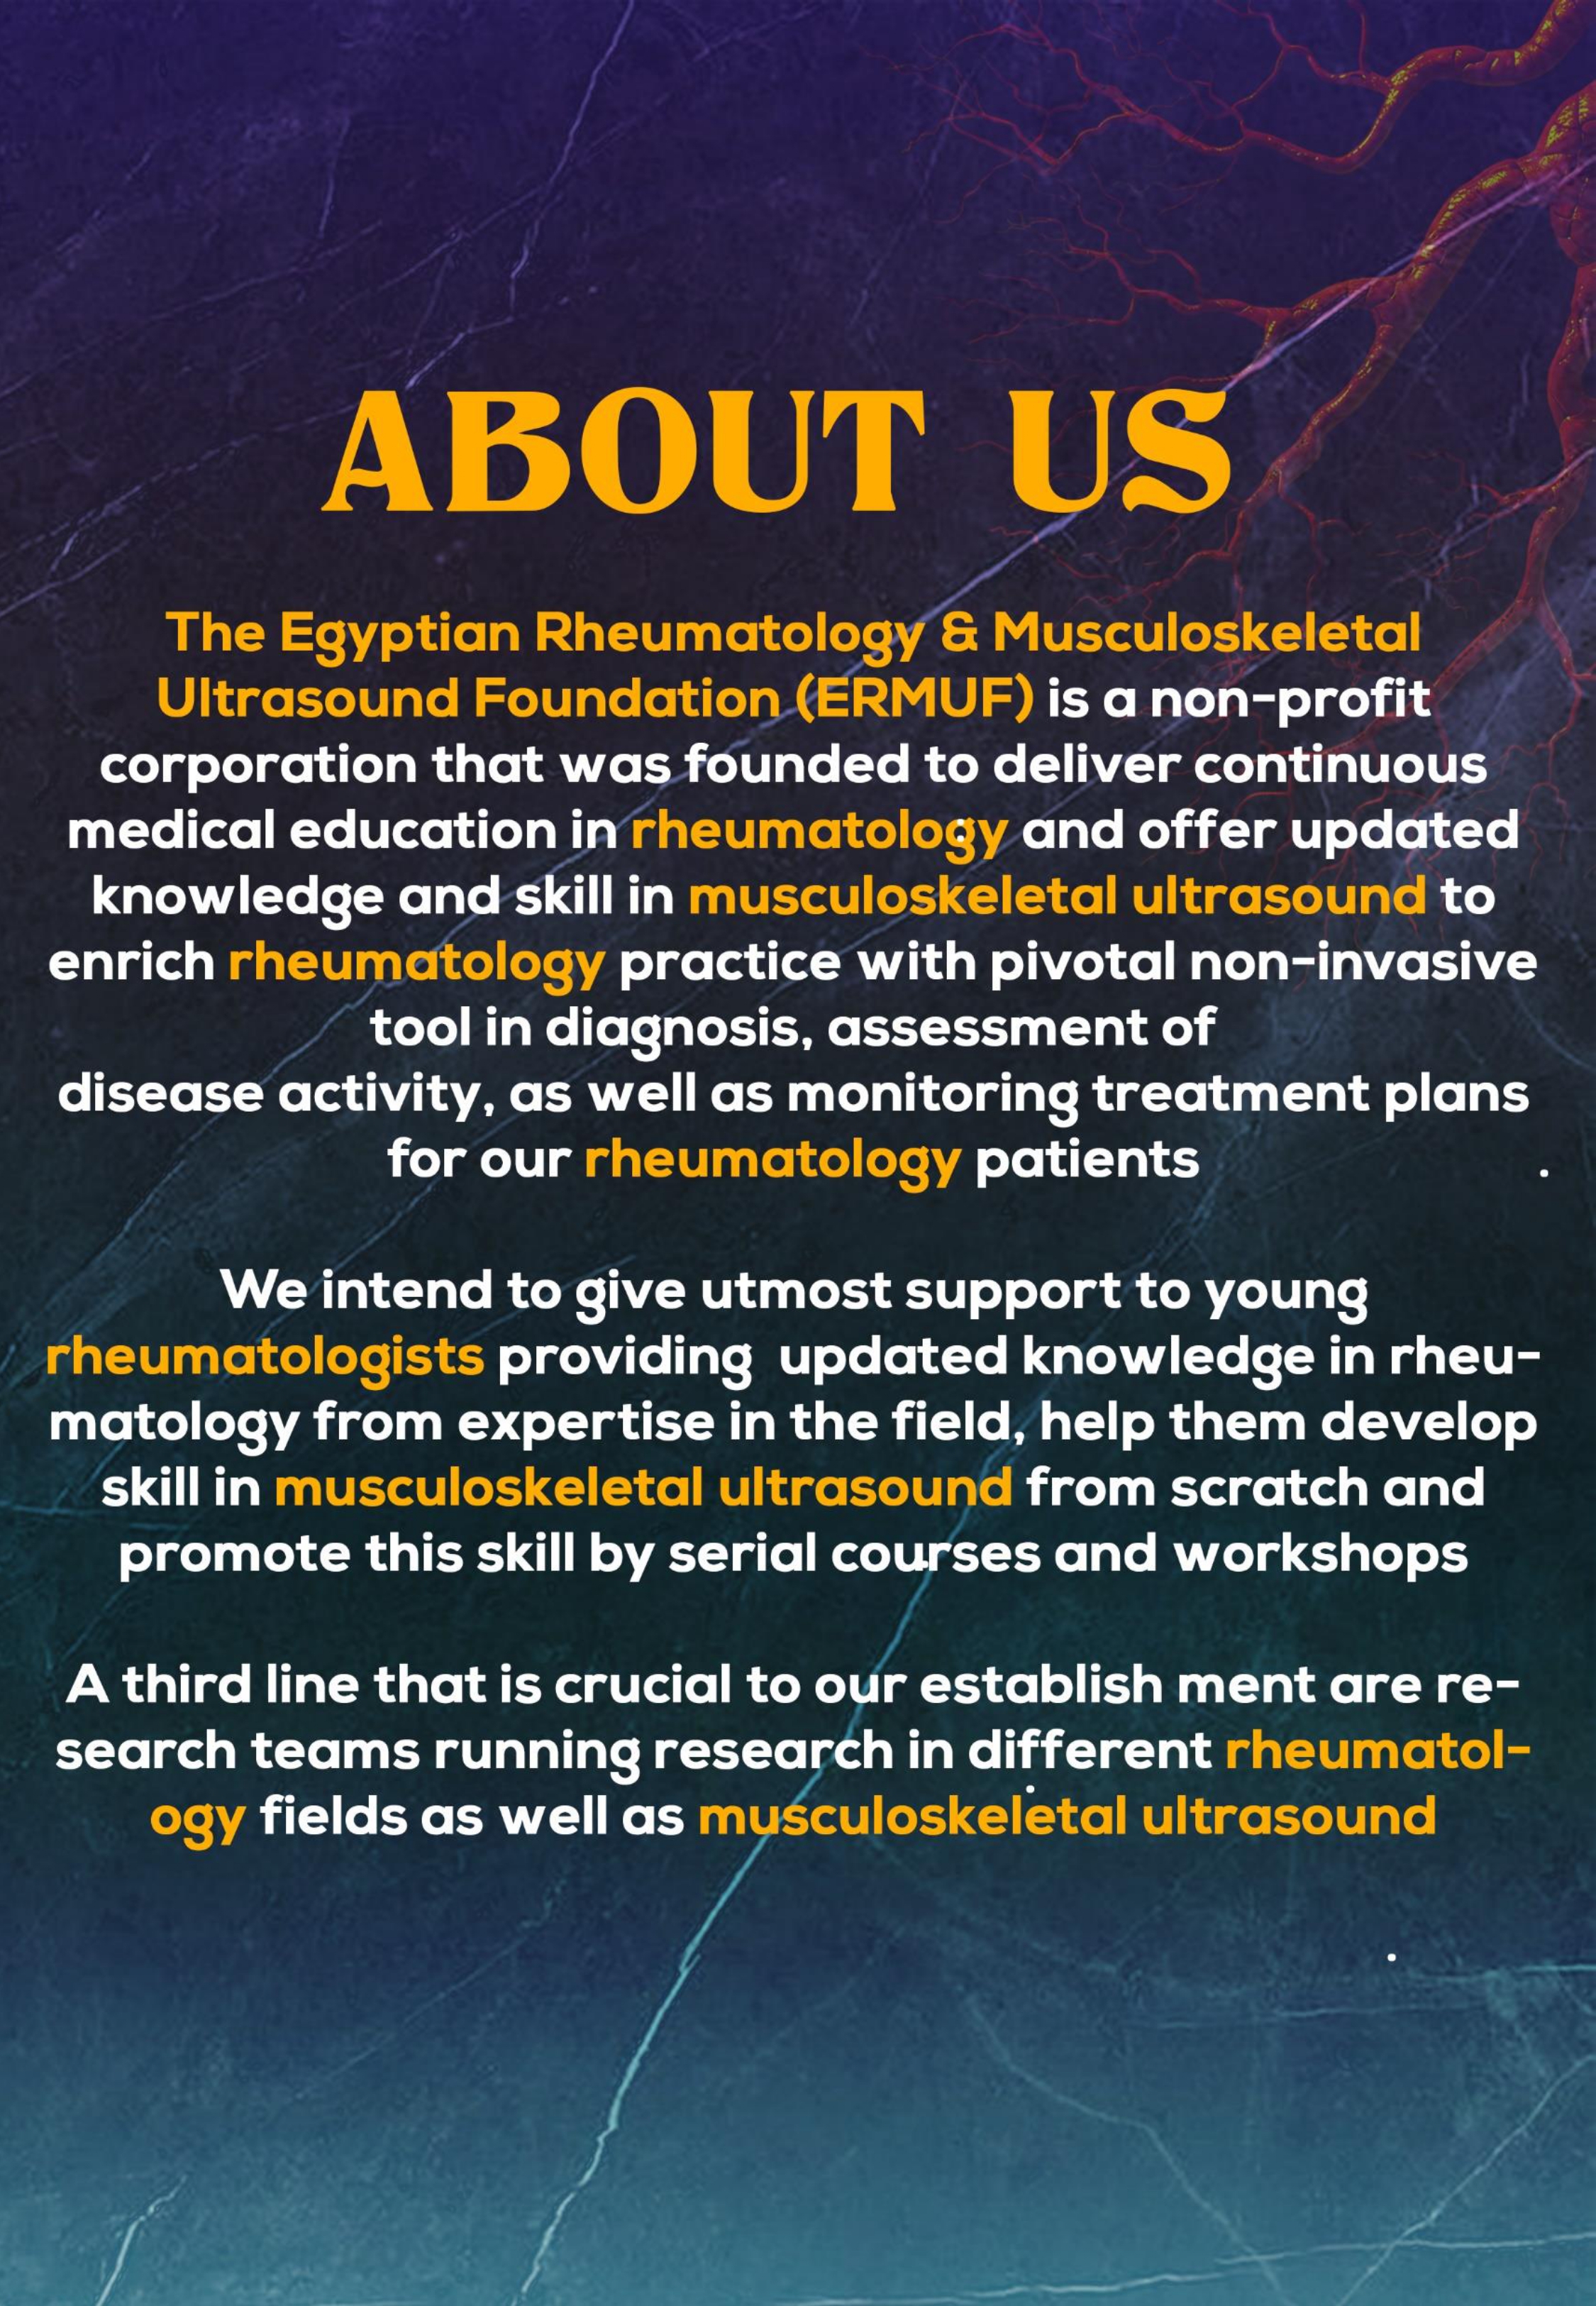 ABOUT US
The Egyptian Rheumatology & Musculoskeletal
Ultrasound Foundation (ERMUF) is a non-profit
corporation that was founded to deliver continuous
medical education in rheumatology and offer updated
knowledge and skill in musculoskeletal ultrasound to
enrich rheumatology practice with pivotal non-invasive
tool in diagnosis, assessment of
disease activity, as well as monitoring treatment plans
for our rheumatology patients .
We intend to give utmost support to young
rheumatologists providing updated knowledge in rheu-
matology from expertise in the field, help them develop
skill in musculoskeletal ultrasound from scratch and
promote this skill by serial courses and workshops
A third line that is crucial to our establish ment are re-
search teams running research in different rheumatol-
ogy fields as well as musculoskeletal ultrasound
.